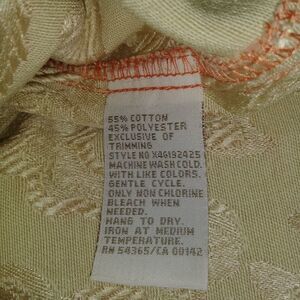 55% COTTON
45% POLYESTER
EXCLUSIVE OF
TRIMMING
STYLE NO X4G192425
MACHINE WASH COLD.
WITH LIKE COLORS.
GENTLE CYCLE.
ONLY NON CHLORINE
BLEACH WHEN
NEEDED.
HANG TO DRY.
IRON AT MEDIUM
TEMPERATURE.
RN 54365/CA 00142